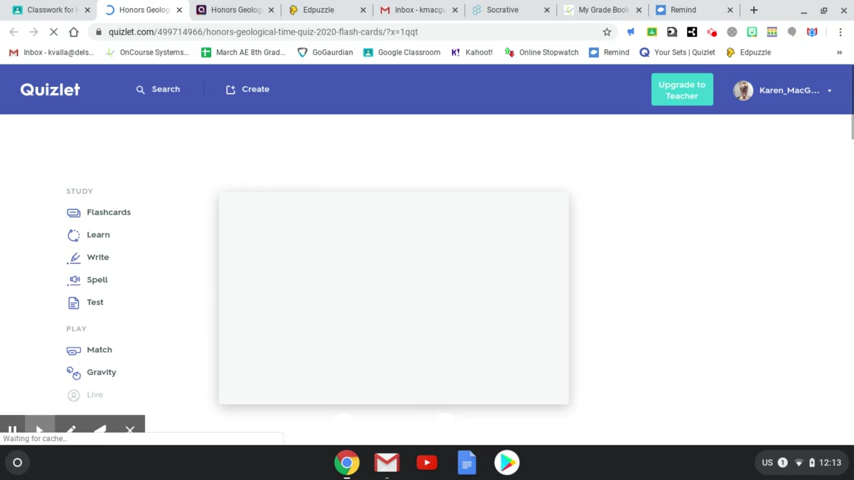 Classwork for H
Honors Geolog
Honors Geolog
Edpuzzle
Inbox - kmacgu
Socrative
My Grade Book
Remind
quizlet.com/499714966/honors-geological-time-quiz-2020-flash-cards/?x=1qqt
Inbox - kvalla@dels...
OnCourse Systems...
March AE 8th Grad...
GoGaurdian
Google Classroom
Kahoot!
Online Stopwatch
Remind
Your Sets | Quizlet
Edpuzzle
»
Quizlet
Search
Create
Upgrade to
Teacher
Karen_MacG...
STUDY
Flashcards
Learn
Write
Spell
Test
PLAY
Match
Gravity
Live
Waiting for cache...
US 1 12:13